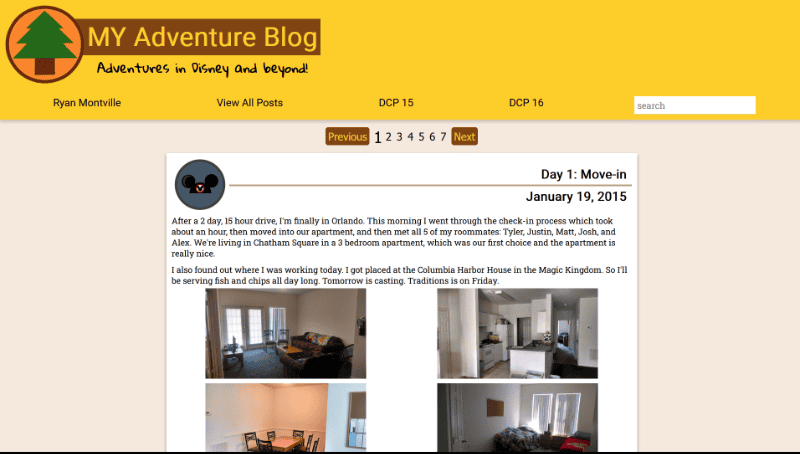 MY Adventure Blog
Adventures in Disney and beyond!
Ryan Montville View All Posts DCP 15 DCP 16 search
Previous 1 2 3 4 5 6 7 Next
Day 1: Move-in
January 19, 2015
After a 2 day, 15 hour drive, I'm finally in Orlando. This morning I went through the check-in process which took
about an hour, then moved into our apartment, and then met all 5 of my roommates: Tyler, Justin, Matt, Josh, and
Alex. We're living in Chatham Square in a 3 bedroom apartment, which was our first choice and the apartment is
really nice.
I also found out where I was working today. I got placed at the Columbia Harbor House in the Magic Kingdom. So I'll
be serving fish and chips all day long. Tomorrow is casting. Traditions is on Friday.